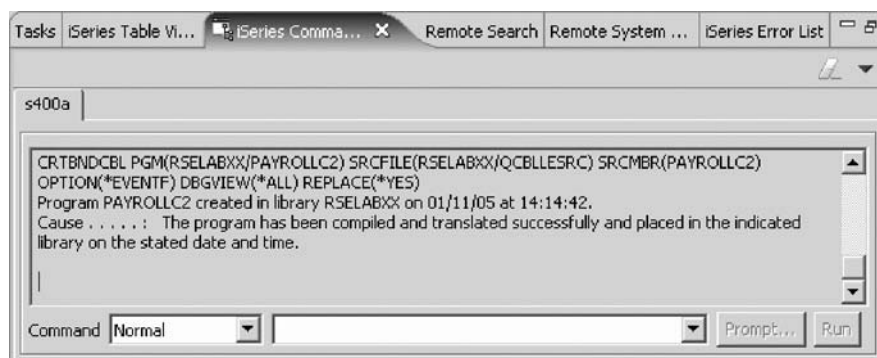 Tasks iSeries Table Vi... iSeries Comma... Remote Search Remote System ... iSeries Error List
s400a
CRTBNDCBL PGM(RSELABXX/PAYROLLC2) SRCFILE(RSELABXX/QCBLLESRC) SRCMBR(PAYROLLC2)
OPTION(*EVENTF) DBGVIEW(*ALL) REPLACE(*YES)
Program PAYROLLC2 created in library RSELABXX on 01/11/05 at 14:14:42.
Cause . . . . . : The program has been compiled and translated successfully and placed in the indicated
library on the stated date and time.
Command Normal Prompt... Run